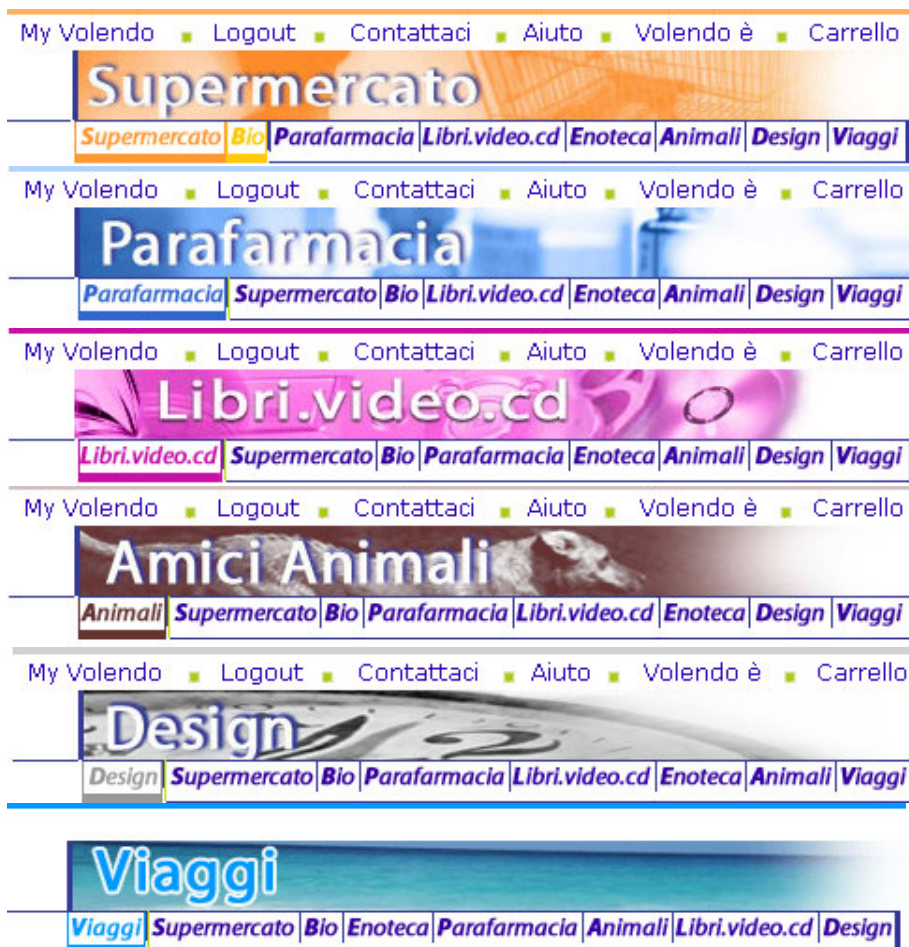 My Volendo Logout Contattaci Aiuto Volendo è Carrello
Supermercato
Supermercato Bio Parafarmacia Libri.video.cd Enoteca Animali Design Viaggi
My Volendo Logout Contattaci Aiuto Volendo è Carrello
Parafarmacia
Parafarmacia Supermercato Bio Libri.video.cd Enoteca Animali Design Viaggi
My Volendo Logout Contattaci Aiuto Volendo è Carrello
Libri.video.cd
Libri.video.cd Supermercato Bio Parafarmacia Enoteca Animali Design Viaggi
My Volendo Logout Contattaci Aiuto Volendo è Carrello
Amici Animali
Animali Supermercato Bio Parafarmacia Libri.video.cd Enoteca Design Viaggi
My Volendo Logout Contattaci Aiuto Volendo è Carrello
Design
Design Supermercato Bio Parafarmacia Libri.video.cd Enoteca Animali Viaggi
Viaggi
Viaggi Supermercato Bio Enoteca Parafarmacia Animali Libri.video.cd Design